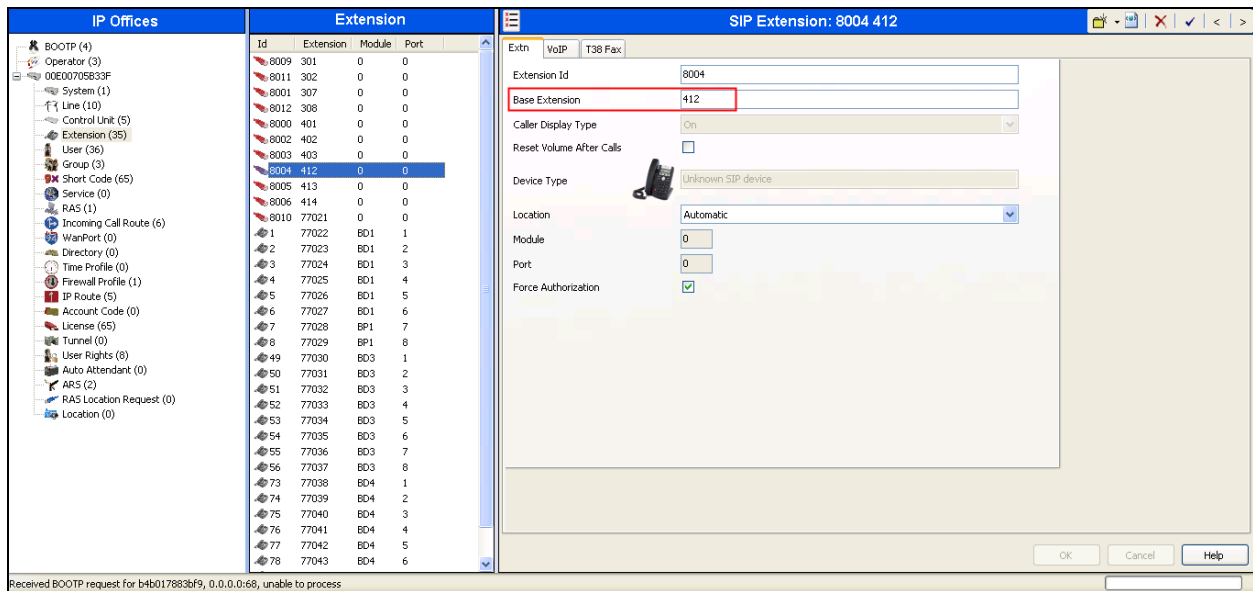 IP Offices
BOOTP (4)
Operator (3)
00E00705B33F
System (1)
Line (10)
Control Unit (5)
Extension (35)
User (36)
Group (3)
Short Code (65)
Service (0)
RAS (1)
Incoming Call Route (6)
WanPort (0)
Directory (0)
Time Profile (0)
Firewall Profile (1)
IP Route (5)
Account Code (0)
License (65)
Tunnel (0)
User Rights (8)
Auto Attendant (0)
ARS (2)
RAS Location Request (0)
Location (0)
Extension
Id Extension Module Port
8009 301 0 0
8011 302 0 0
8001 307 0 0
8012 308 0 0
8000 401 0 0
8002 402 0 0
8003 403 0 0
8004 412 0 0
8005 413 0 0
8006 414 0 0
8010 77021 0 0
1 77022 BD1 1
2 77023 BD1 2
3 77024 BD1 3
4 77025 BD1 4
5 77026 BD1 5
6 77027 BD1 6
7 77028 BP1 7
8 77029 BP1 8
49 77030 BD3 1
50 77031 BD3 2
51 77032 BD3 3
52 77033 BD3 4
53 77034 BD3 5
54 77035 BD3 6
55 77036 BD3 7
56 77037 BD3 8
73 77038 BD4 1
74 77039 BD4 2
75 77040 BD4 3
76 77041 BD4 4
77 77042 BD4 5
78 77043 BD4 6
SIP Extension: 8004 412
Extn VoIP T38 Fax
Extension Id 8004
Base Extension 412
Caller Display Type On
Reset Volume After Calls
Device Type Unknown SIP device
Location Automatic
Module 0
Port 0
Force Authorization
OK Cancel Help
Received BOOTP request for b4b017883bf9, 0.0.0.0:68, unable to process